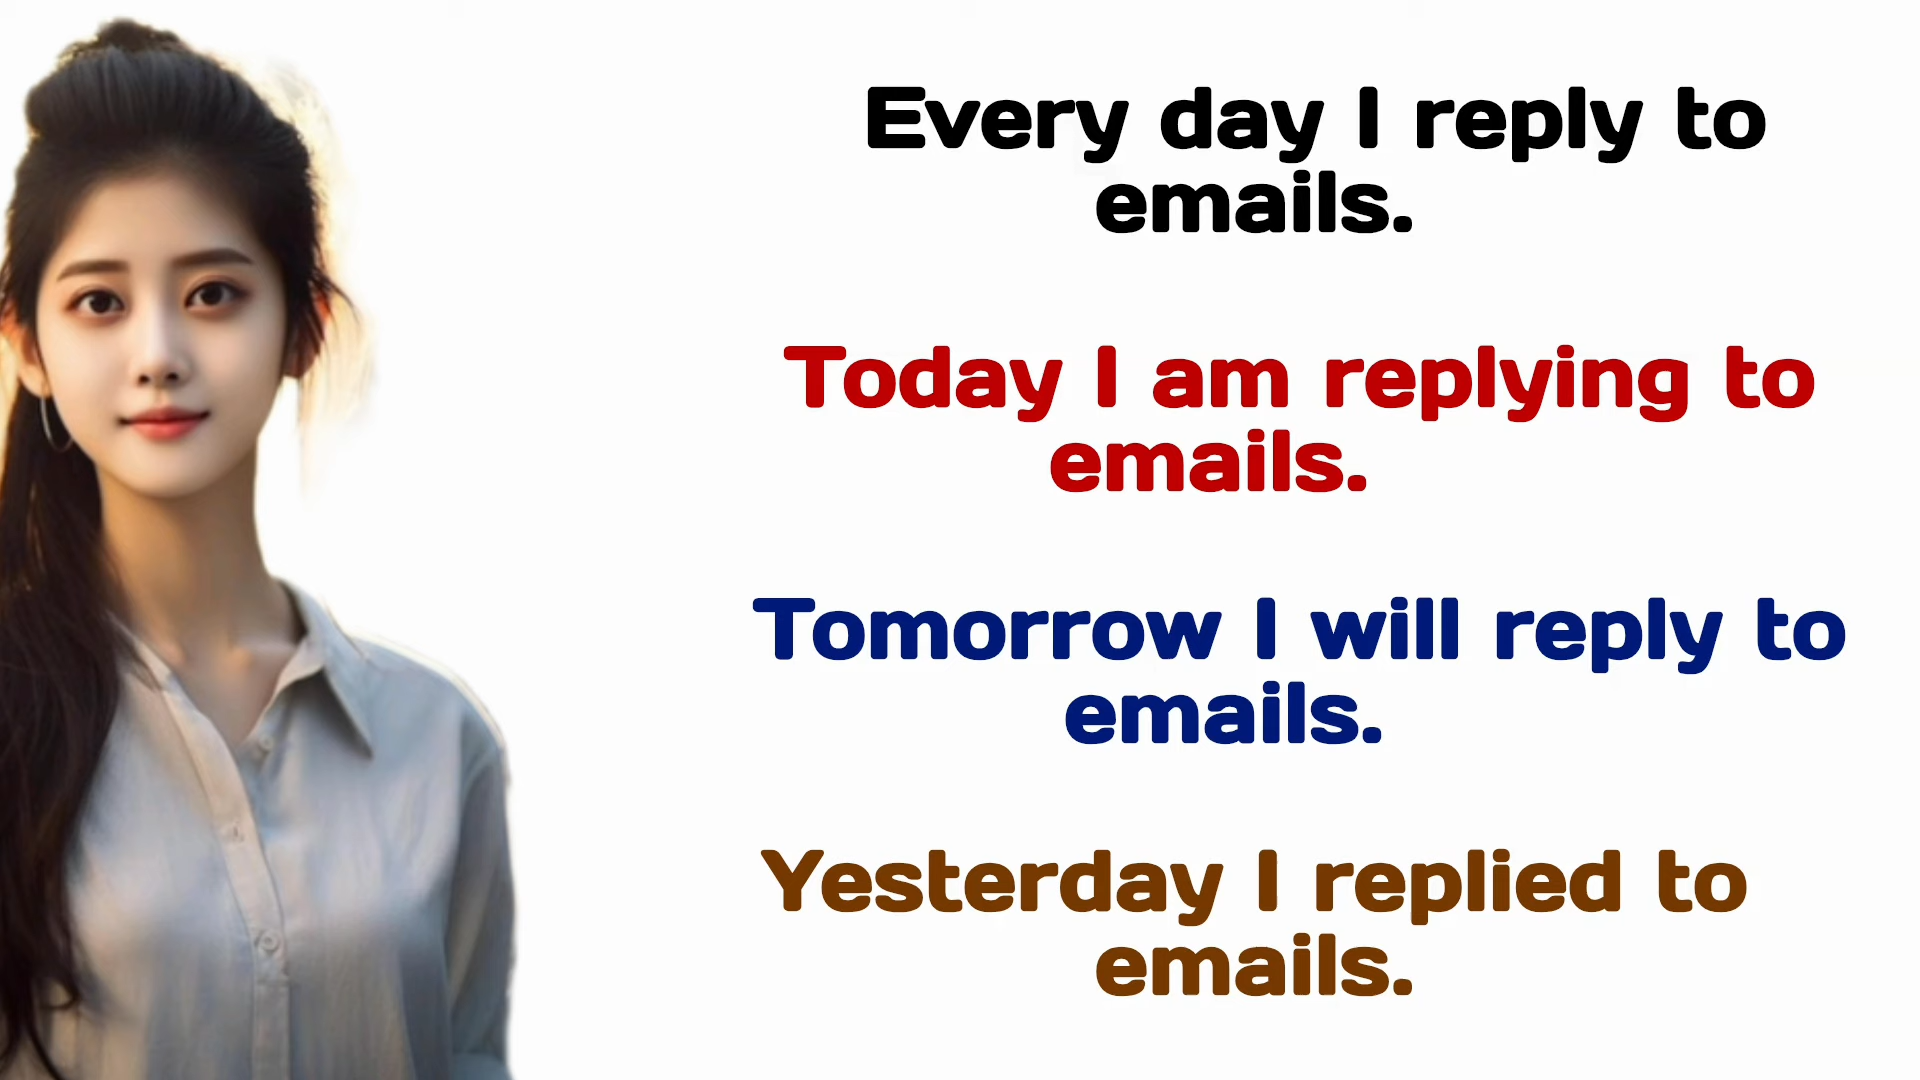 Every day I reply to
emails.
Today I am replying to
emails.
Tomorrow I will reply to
emails.
Yesterday I replied to
emails.